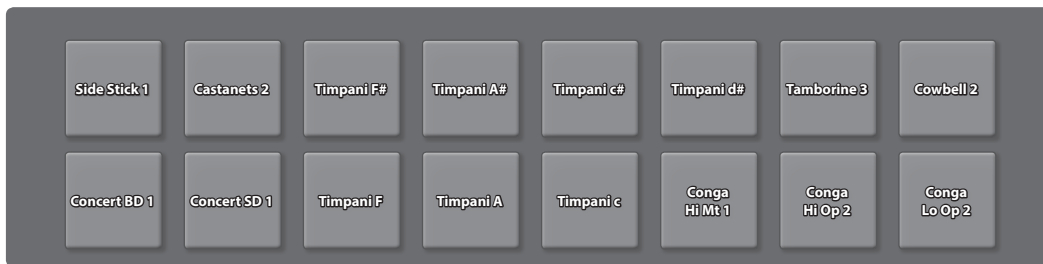 Side Stick 1
Castanets 2
Timpani F#
Timpani A#
Timpani c#
Timpani d#
Tamborine 3
Cowbell 2
Concert BD 1
Concert SD 1
Timpani F
Timpani A
Timpani c
Conga
Hi Mt 1
Conga
Hi Op 2
Conga
Lo Op 2